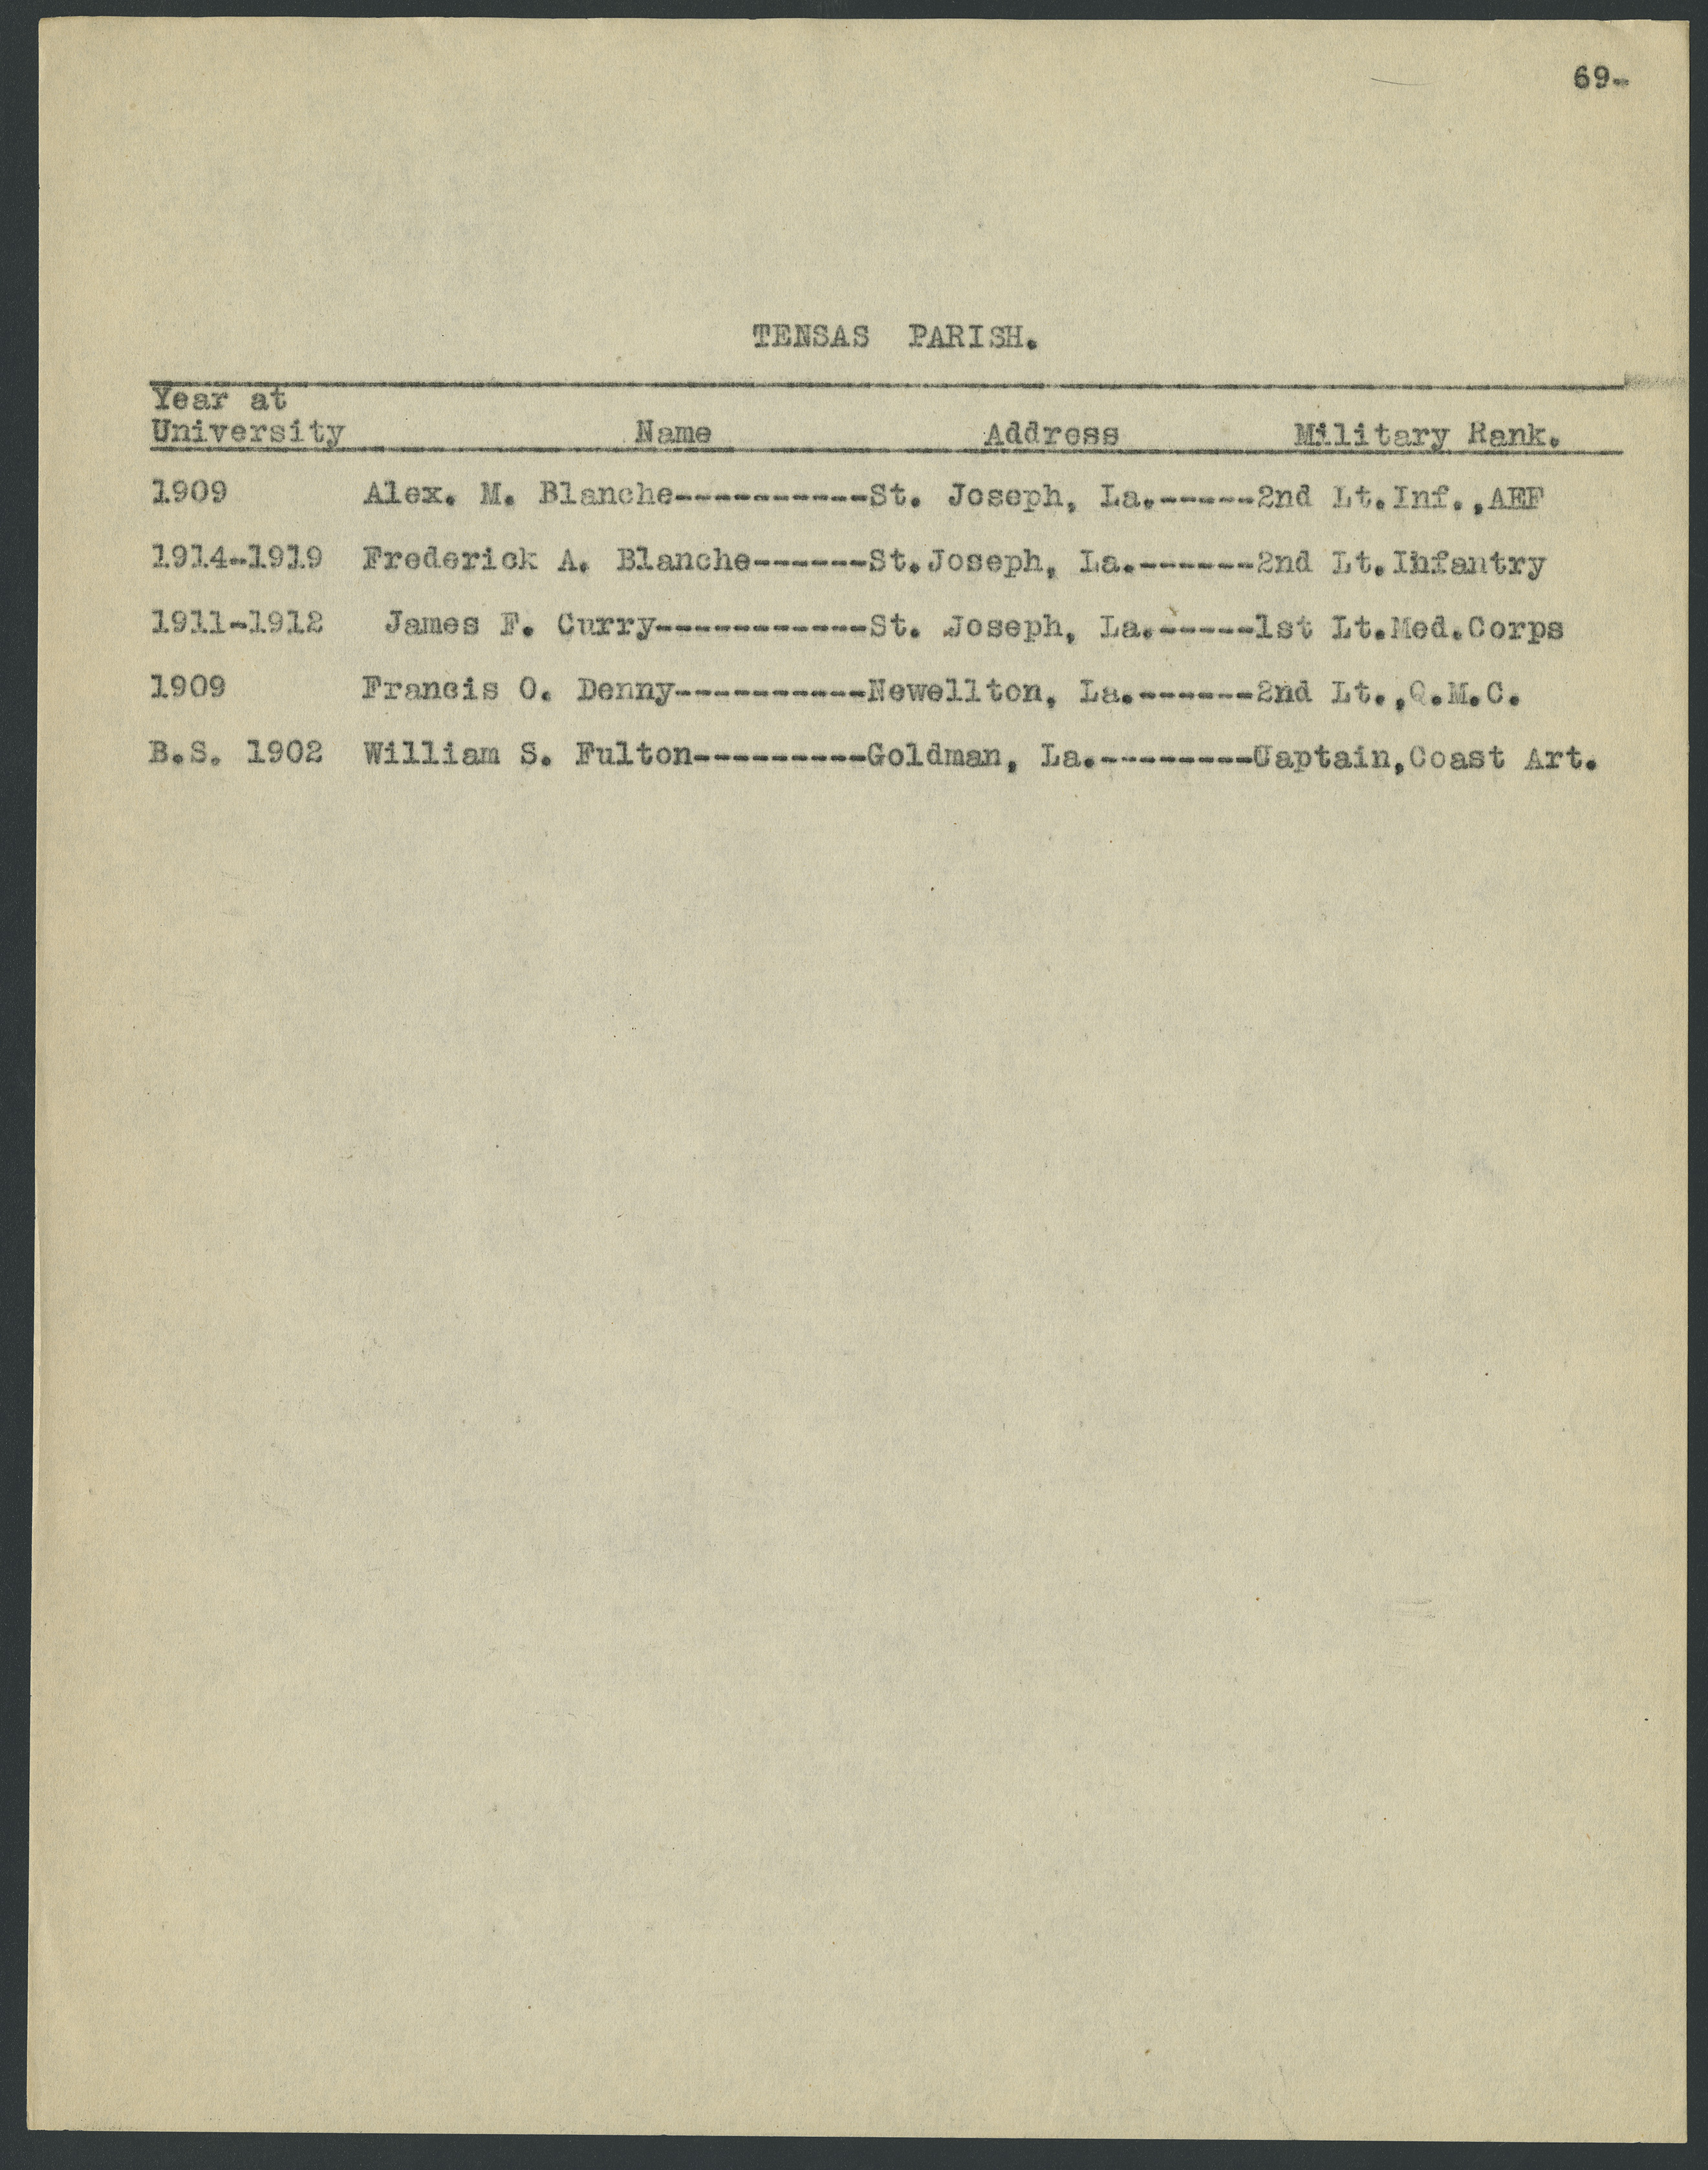 69-
TENSAS PARISH.
Year at
University Name Address Military Rank.
1909 Alex. M. Blanche----------St. Joseph, La.-----2nd Lt.Inf.,AEF
1914-1919 Frederick A. Blanche------St.Joseph, La.------2nd Lt.Infantry
1911-1912 James F. Curry-----------St. Joseph, La.-----1st Lt.Med.Corps
1909 Francis O. Denny----------Newellton, La.------2nd Lt.,Q.M.C.
B.S. 1902 William S. Fulton---------Goldman, La.--------Captain,Coast Art.